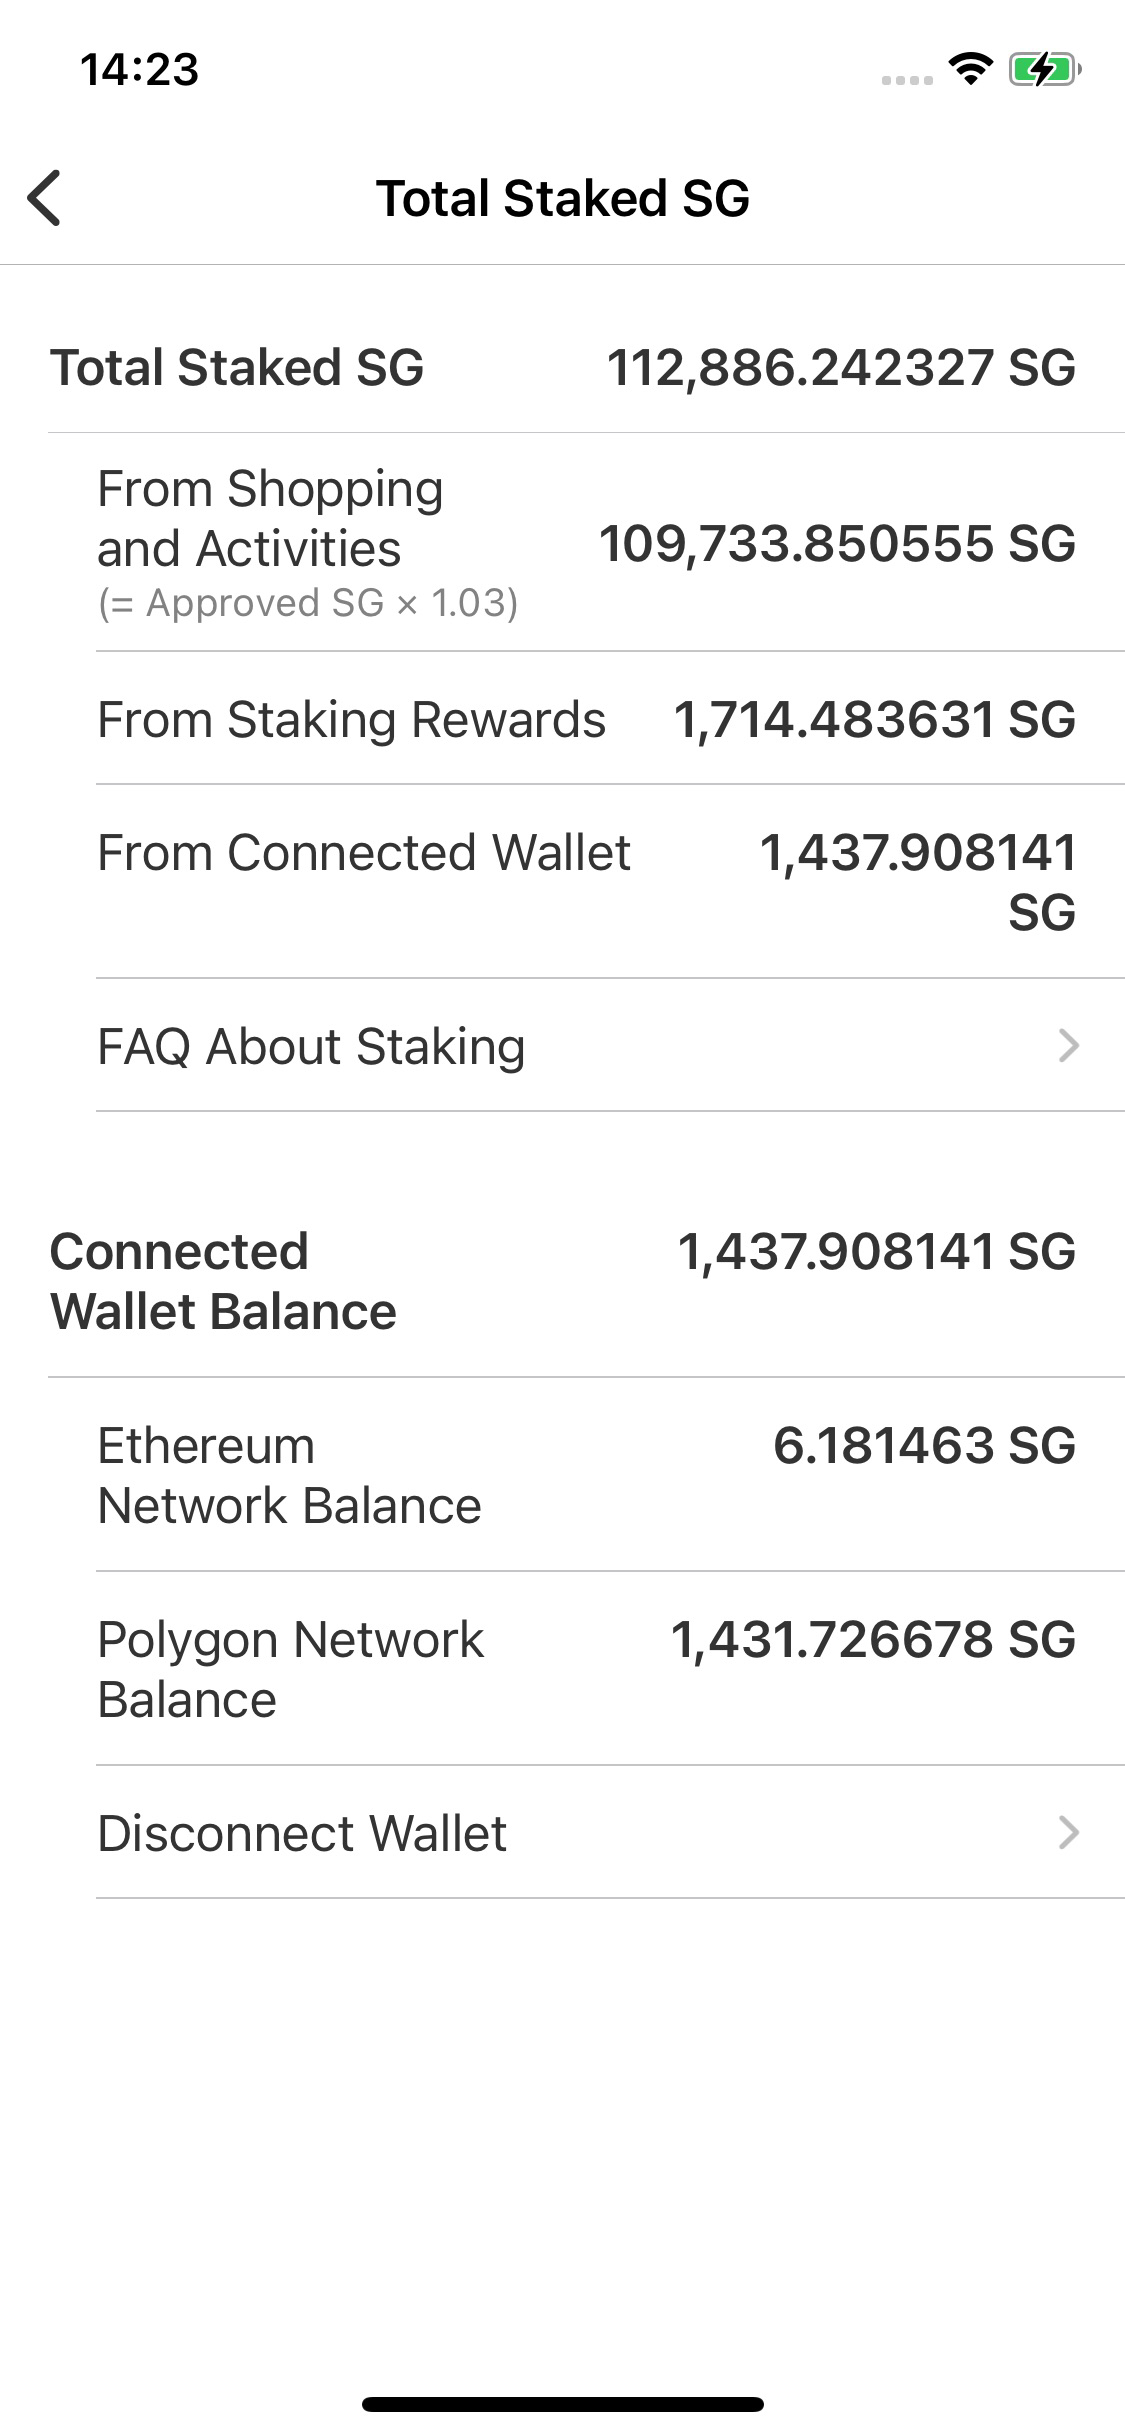 14:23
Total Staked SG
Total Staked SG 112,886.242327 SG
From Shopping
and Activities
(= Approved SG × 1.03)
109,733.850555 SG
From Staking Rewards 1,714.483631 SG
From Connected Wallet 1,437.908141
SG
FAQ About Staking
Connected
Wallet Balance
1,437.908141 SG
Ethereum
Network Balance
6.181463 SG
Polygon Network
Balance
1,431.726678 SG
Disconnect Wallet